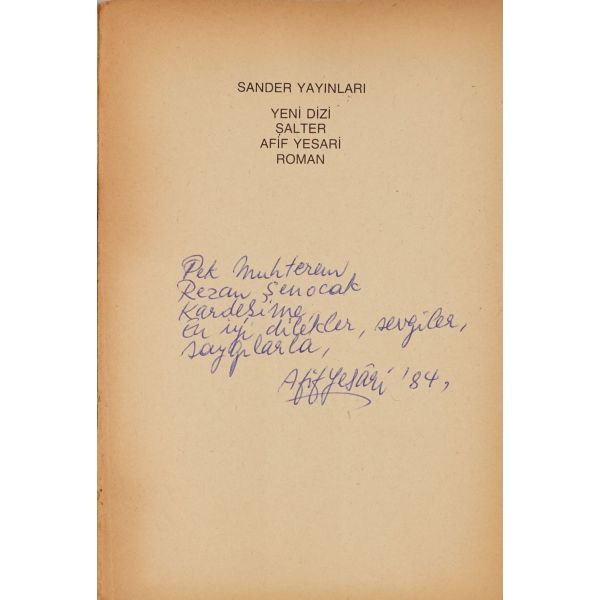 SANDER YAYINLARI
YENİ DİZİ
ŞALTER
AFİF YESARİ
ROMAN
Pek Muhterem
Rezan Şenocak
Kardeşime,
En iyi dilekler, sevgiler,
saygılarla,
Afif Yesâri '84,